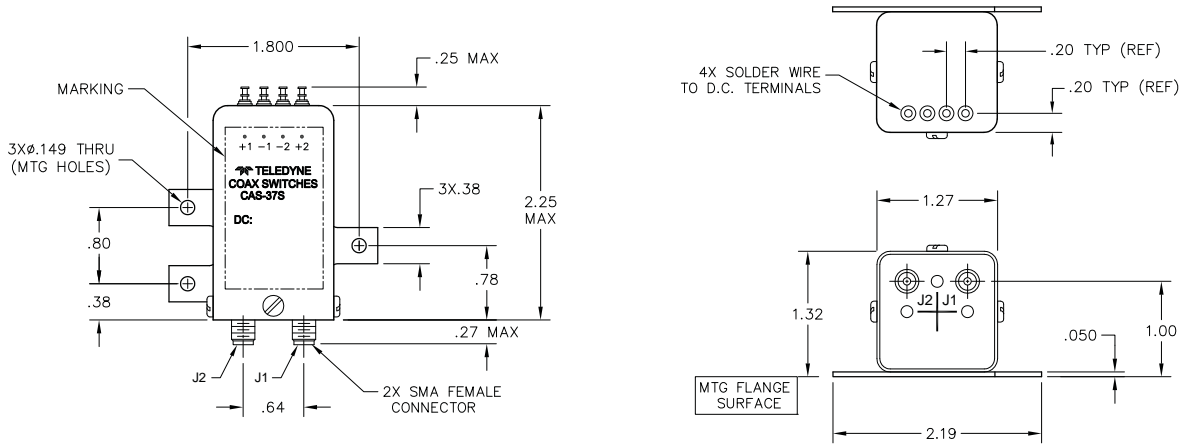 1.800
.25 MAX
MARKING
+1 -1 -2 +2
TELEDYNE
COAX SWITCHES
CAS-37S
DC:
3XØ.149 THRU
(MTG HOLES)
3X.38
2.25
MAX
.80
.38
.78
.27 MAX
J2
J1
2X SMA FEMALE
CONNECTOR
.64
.20 TYP (REF)
4X SOLDER WIRE
TO D.C. TERMINALS
.20 TYP (REF)
1.27
J2 J1
1.32
.050
1.00
MTG FLANGE
SURFACE
2.19